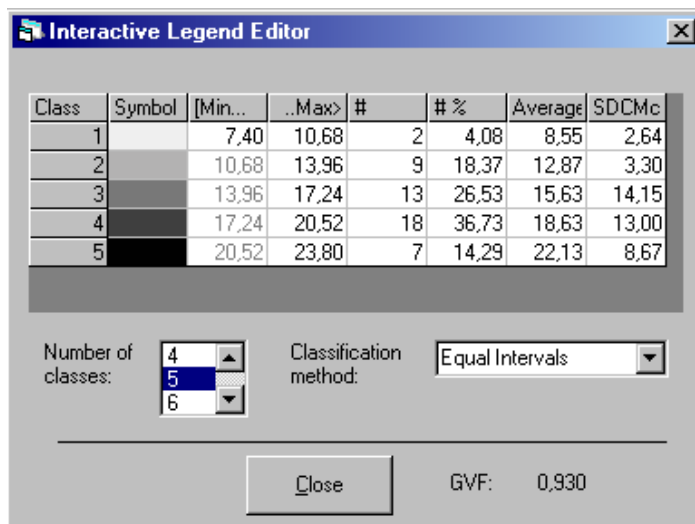 Interactive Legend Editor
Class Symbol [Min... ..Max> # # % Average SDCMc
1 7,40 10,68 2 4,08 8,55 2,64
2 10,68 13,96 9 18,37 12,87 3,30
3 13,96 17,24 13 26,53 15,63 14,15
4 17,24 20,52 18 36,73 18,63 13,00
5 20,52 23,80 7 14,29 22,13 8,67
Number of classes:
4
5
6
Classification method:
Equal Intervals
Close
GVF: 0,930